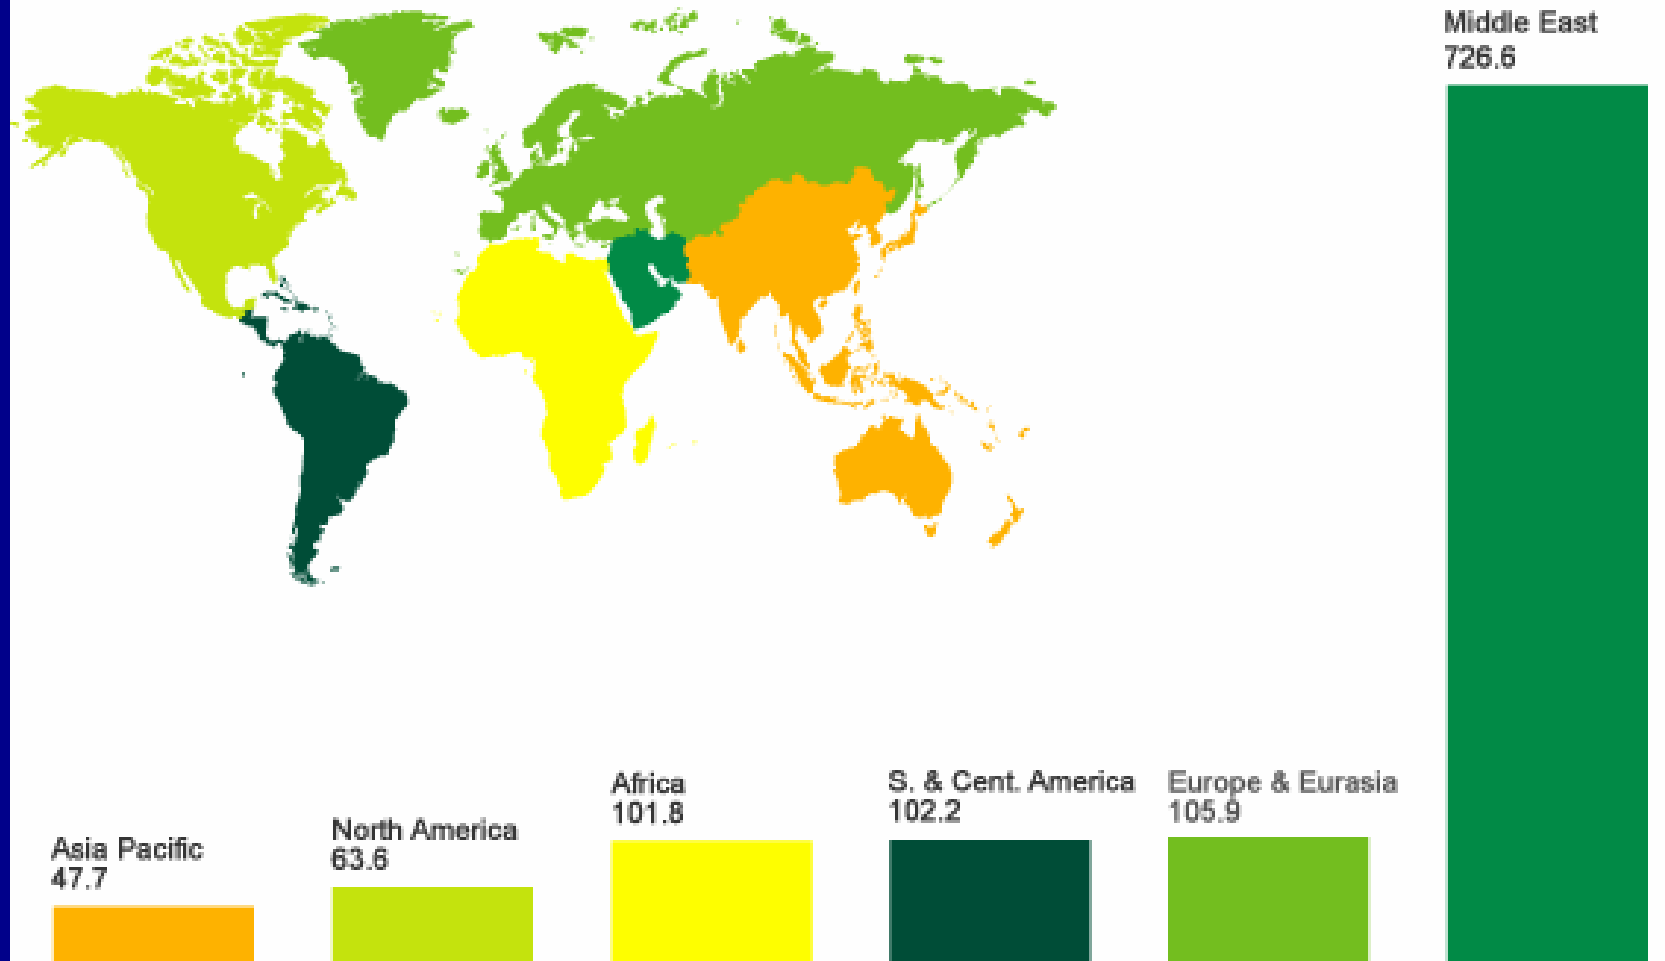 Middle East
726.6
Asia Pacific
47.7
North America
63.6
Africa
101.8
S. & Cent. America
102.2
Europe & Eurasia
105.9